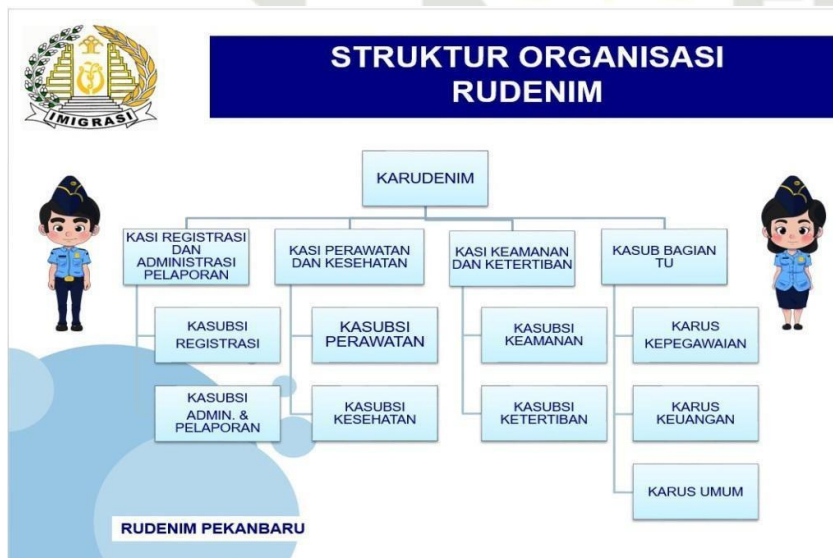 STRUKTUR ORGANISASI
RUDENIM
IMIGRASI
KARUDENIM
KASI REGISTRASI
DAN
ADMINISTRASI
PELAPORAN
KASI PERAWATAN
DAN KESEHATAN
KASI KEAMANAN
DAN KETERTIBAN
KASUB BAGIAN
TU
KASUBSI
REGISTRASI
KASUBSI
PERAWATAN
KASUBSI
KEAMANAN
KARUS
KEPEGAWAIAN
KASUBSI
ADMIN. &
PELAPORAN
KASUBSI
KESEHATAN
KASUBSI
KETERTIBAN
KARUS
KEUANGAN
KARUS UMUM
RUDENIM PEKANBARU